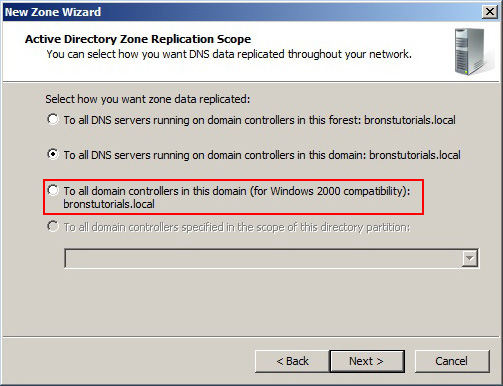 New Zone Wizard
Active Directory Zone Replication Scope
You can select how you want DNS data replicated throughout your network.
Select how you want zone data replicated:
To all DNS servers running on domain controllers in this forest: bronstutorials.local
To all DNS servers running on domain controllers in this domain: bronstutorials.local
To all domain controllers in this domain (for Windows 2000 compatibility):
bronstutorials.local
To all domain controllers specified in the scope of this directory partition:
< Back
Next >
Cancel